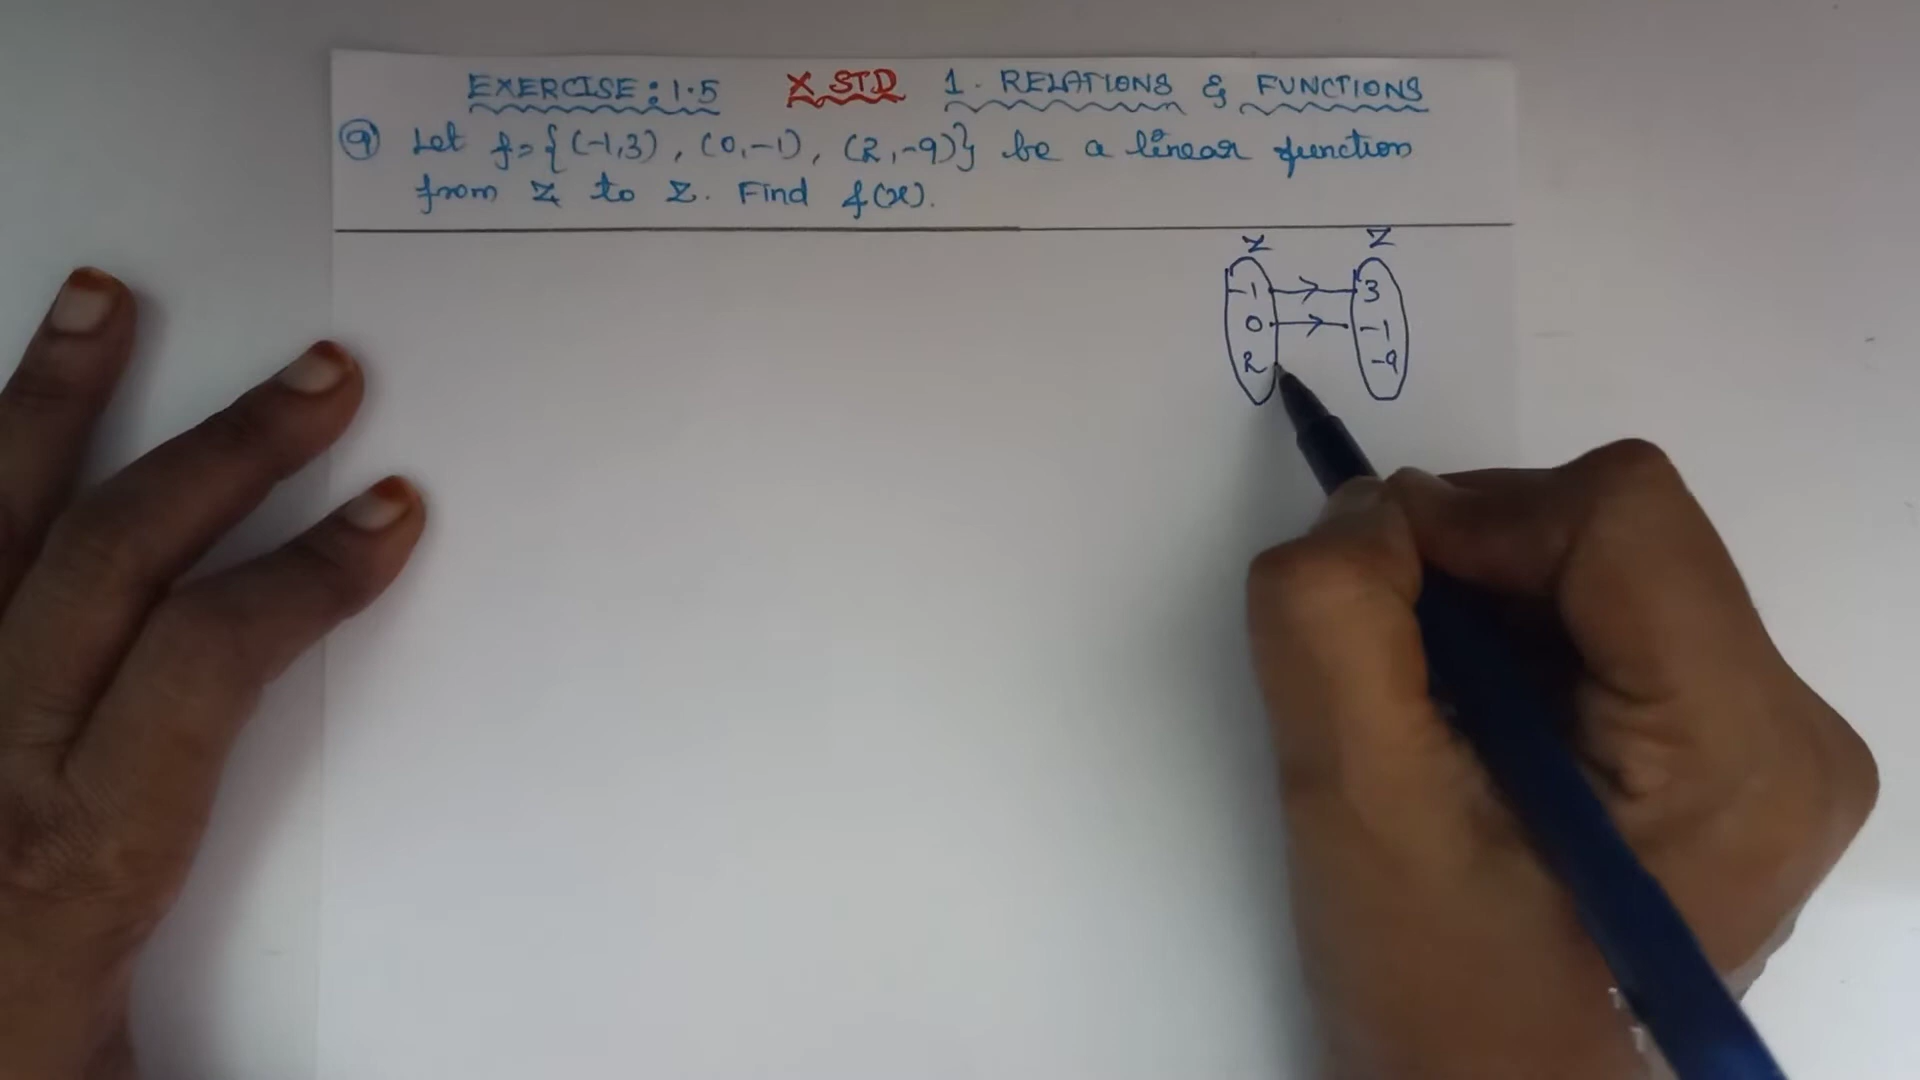 EXERCISE: 1.5 X STD 1. RELATIONS & FUNCTIONS
9 Let f = {(-1,3), (0,-1), (2,-9)} be a linear function
from Z to Z. Find f(x).
Z Z
-1 3
0 -1
2 -9